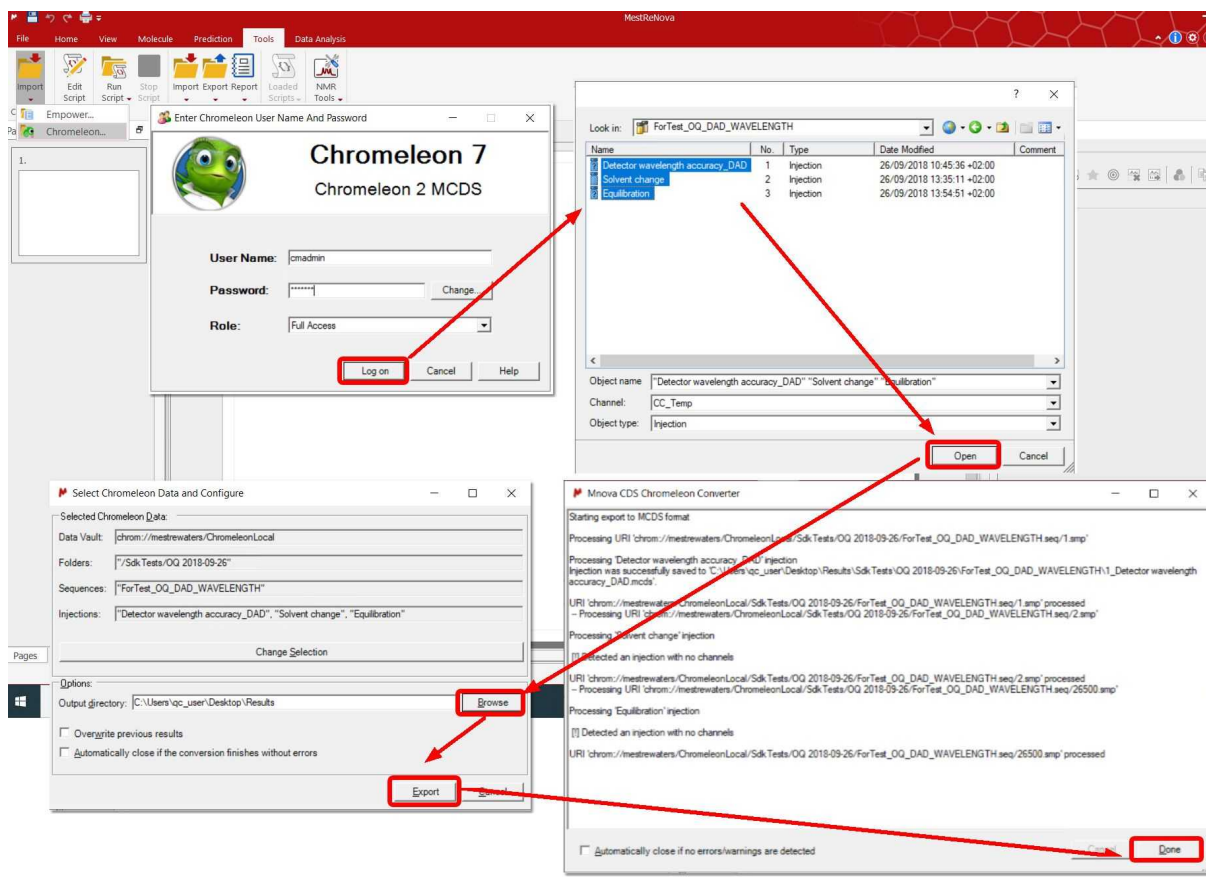 MestReNova
File Home View Molecule Prediction Tools Data Analysis
Import Edit Script Run Script Stop Script Import Export Report Loaded Scripts NMR Tools
Empower...
Chromeleon...
1.
Pages
Enter Chromeleon User Name And Password
Chromeleon 7
Chromeleon 2 MCDS
User Name: cmadmin
Password: ******* Change...
Role: Full Access
Log on Cancel Help
? X
Look in: ForTest_OQ_DAD_WAVELENGTH
Name No. Type Date Modified Comment
Detector wavelength accuracy_DAD 1 Injection 26/09/2018 10:45:36 +02:00
Solvent change 2 Injection 26/09/2018 13:35:11 +02:00
Equilibration 3 Injection 26/09/2018 13:54:51 +02:00
Object name "Detector wavelength accuracy_DAD" "Solvent change" "Equilibration"
Channel: CC_Temp
Object type: Injection
Open Cancel
Select Chromeleon Data and Configure
Selected Chromeleon Data:
Data Vault: chrom://mestrewaters/ChromeleonLocal
Folders: "/SdkTests/OQ 2018-09-26"
Sequences: "ForTest_OQ_DAD_WAVELENGTH"
Injections: "Detector wavelength accuracy_DAD", "Solvent change", "Equilibration"
Change Selection
Options:
Output directory: C:\Users\qc_user\Desktop\Results Browse
Overwrite previous results
Automatically close if the conversion finishes without errors
Export Cancel
Mnova CDS Chromeleon Converter
Starting export to MCDS format
Processing URI 'chrom://mestrewaters/ChromeleonLocal/SdkTests/OQ 2018-09-26/ForTest_OQ_DAD_WAVELENGTH.seq/1.smp'
Processing 'Detector wavelength accuracy_DAD' injection
Injection was successfully saved to 'C:\Users\qc_user\Desktop\Results\SdkTests\OQ 2018-09-26\ForTest_OQ_DAD_WAVELENGTH\1_Detector wavelength
accuracy_DAD.mcds'.
URI 'chrom://mestrewaters/ChromeleonLocal/SdkTests/OQ 2018-09-26/ForTest_OQ_DAD_WAVELENGTH.seq/1.smp' processed
-- Processing URI 'chrom://mestrewaters/ChromeleonLocal/SdkTests/OQ 2018-09-26/ForTest_OQ_DAD_WAVELENGTH.seq/2.smp'
Processing 'Solvent change' injection
[!] Detected an injection with no channels
URI 'chrom://mestrewaters/ChromeleonLocal/SdkTests/OQ 2018-09-26/ForTest_OQ_DAD_WAVELENGTH.seq/2.smp' processed
-- Processing URI 'chrom://mestrewaters/ChromeleonLocal/SdkTests/OQ 2018-09-26/ForTest_OQ_DAD_WAVELENGTH.seq/26500.smp'
Processing 'Equilibration' injection
[!] Detected an injection with no channels
URI 'chrom://mestrewaters/ChromeleonLocal/SdkTests/OQ 2018-09-26/ForTest_OQ_DAD_WAVELENGTH.seq/26500.smp' processed
Automatically close if no errors/warnings are detected
Cancel Done